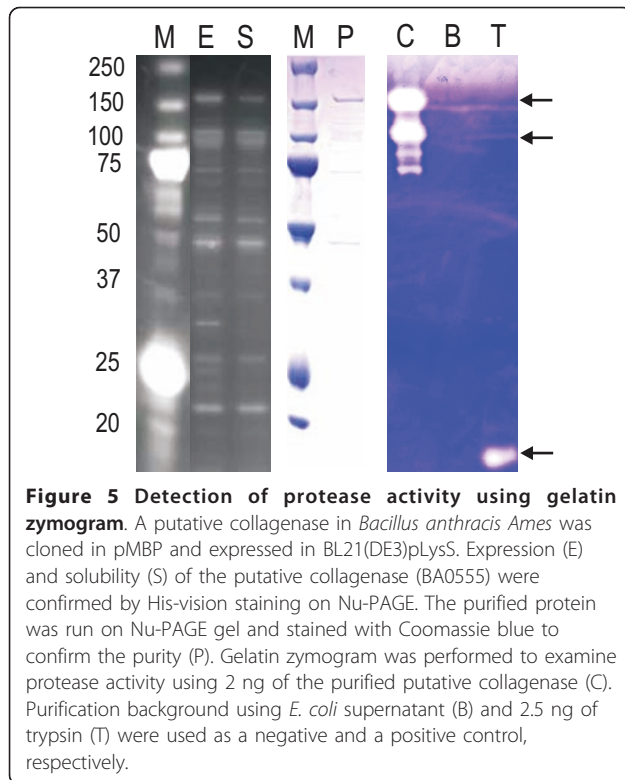 M E S M P C B T
250
150
100
75
50
37
25
20
Figure 5 Detection of protease activity using gelatin
zymogram. A putative collagenase in Bacillus anthracis Ames was
cloned in pMBP and expressed in BL21(DE3)pLysS. Expression (E)
and solubility (S) of the putative collagenase (BA0555) were
confirmed by His-vision staining on Nu-PAGE. The purified protein
was run on Nu-PAGE gel and stained with Coomassie blue to
confirm the purity (P). Gelatin zymogram was performed to examine
protease activity using 2 ng of the purified putative collagenase (C).
Purification background using E. coli supernatant (B) and 2.5 ng of
trypsin (T) were used as a negative and a positive control,
respectively.